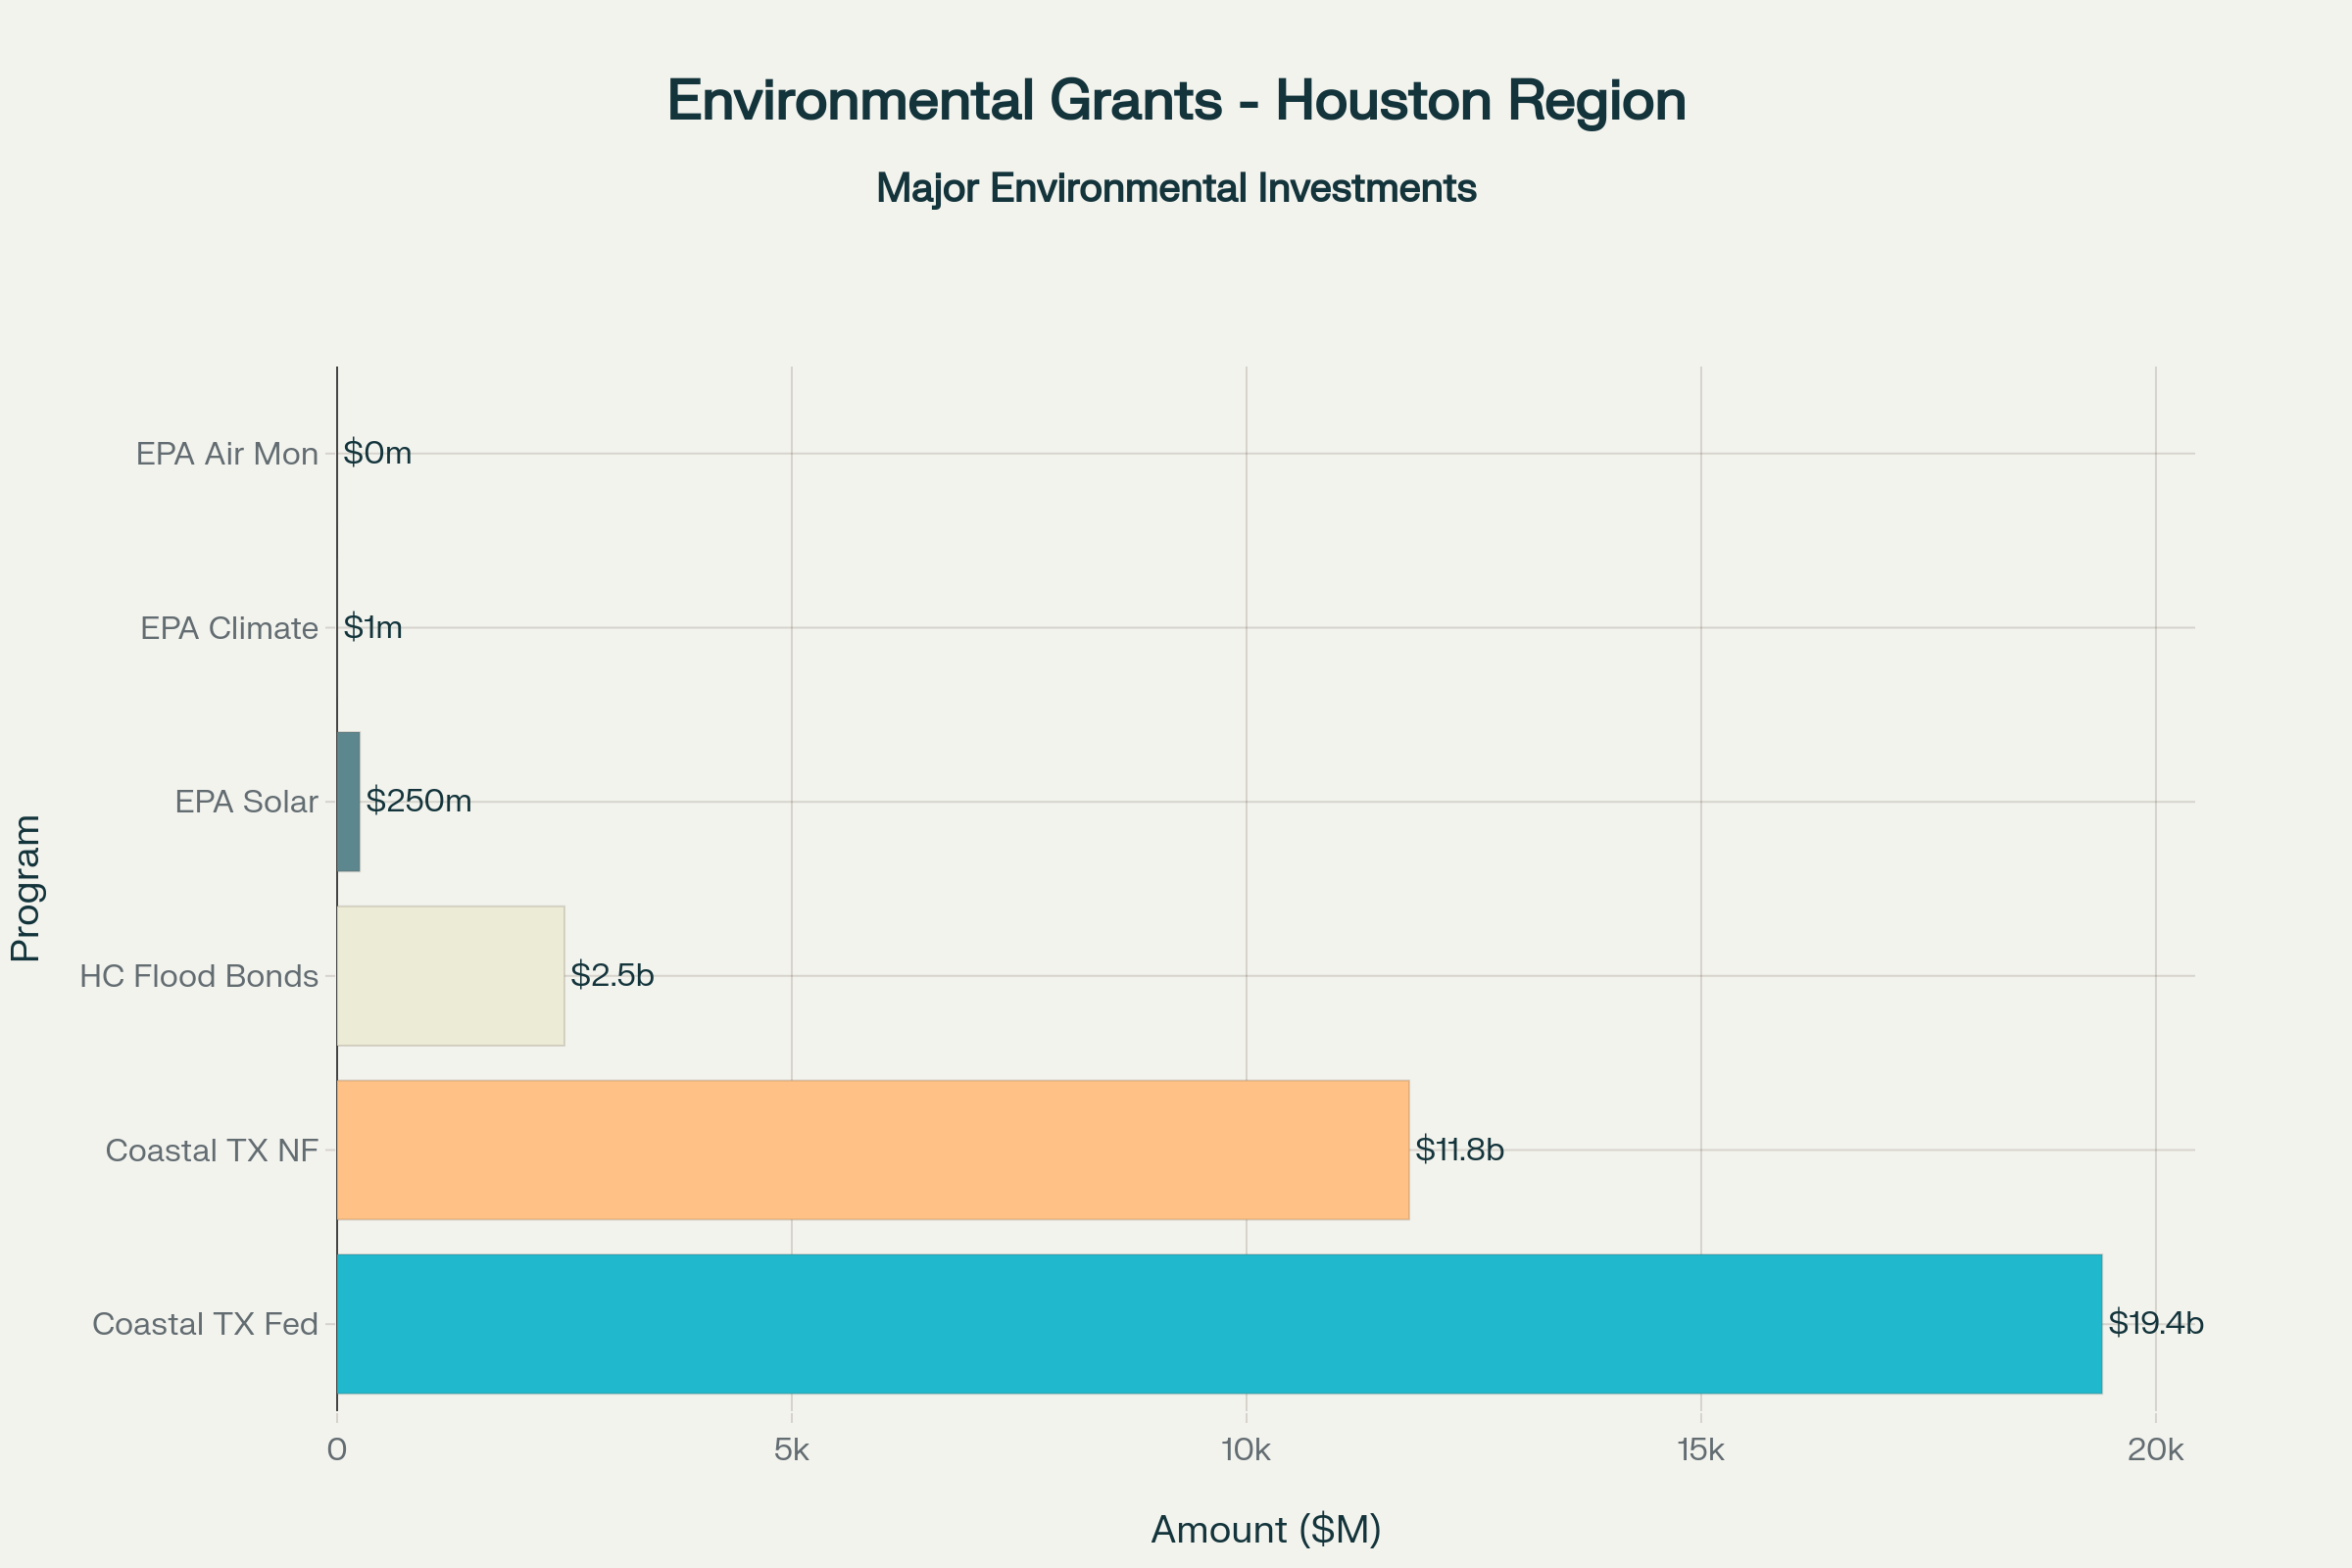 Environmental Grants - Houston Region
Major Environmental Investments
Program
EPA Air Mon $0m
EPA Climate $1m
EPA Solar $250m
HC Flood Bonds $2.5b
Coastal TX NF $11.8b
Coastal TX Fed $19.4b
0 5k 10k 15k 20k
Amount ($M)